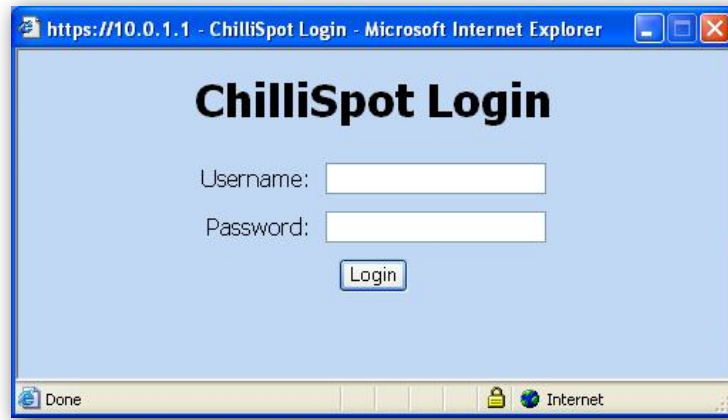 https://10.0.1.1 - ChilliSpot Login - Microsoft Internet Explorer
ChilliSpot Login
Username:
Password:
Login
Done
Internet